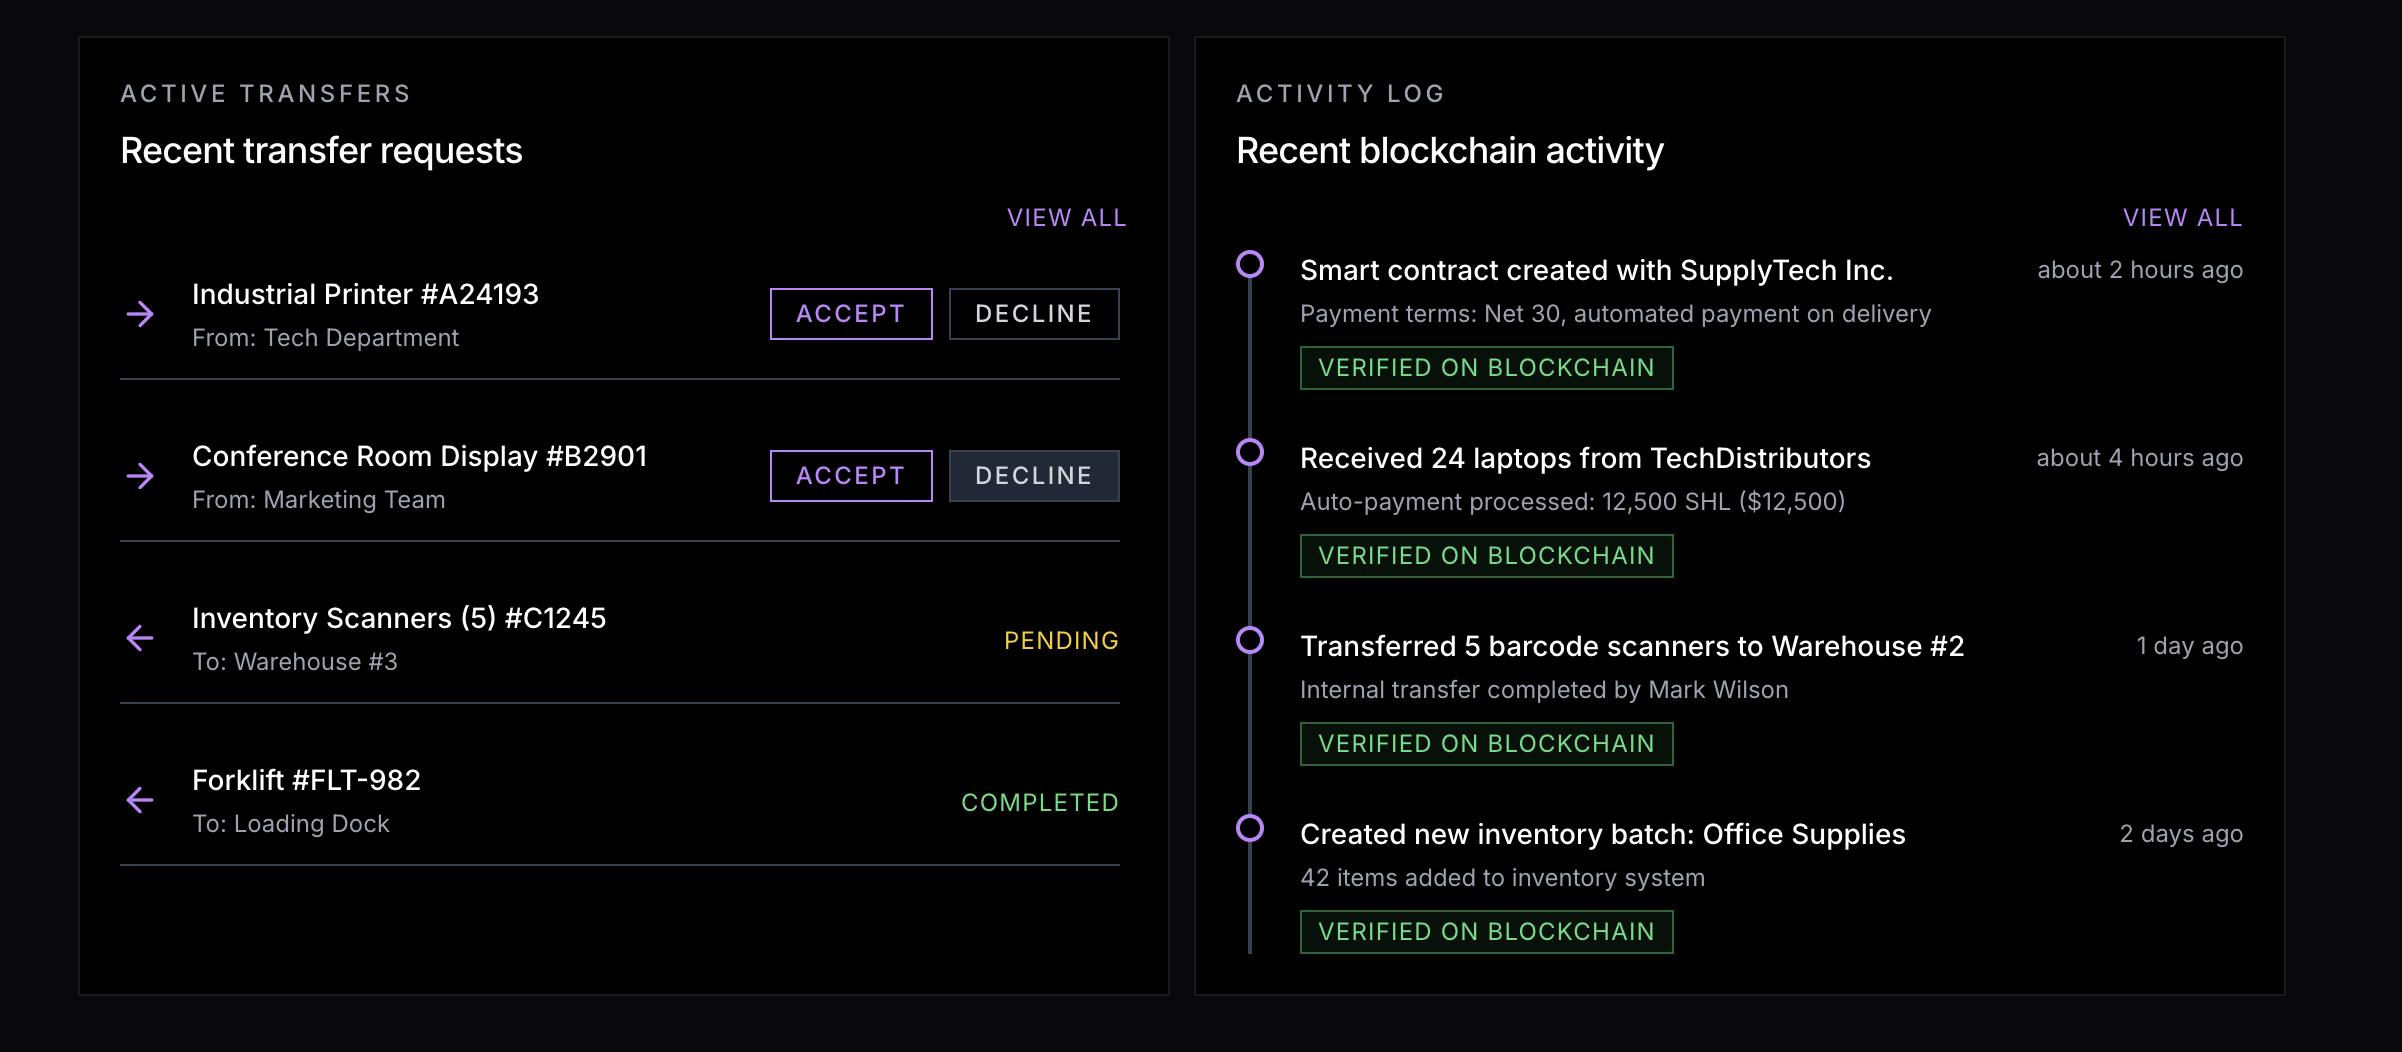 ACTIVE TRANSFERS
Recent transfer requests
VIEW ALL
Industrial Printer #A24193
From: Tech Department
ACCEPT
DECLINE
Conference Room Display #B2901
From: Marketing Team
ACCEPT
DECLINE
Inventory Scanners (5) #C1245
To: Warehouse #3
PENDING
Forklift #FLT-982
To: Loading Dock
COMPLETED
ACTIVITY LOG
Recent blockchain activity
VIEW ALL
Smart contract created with SupplyTech Inc.
about 2 hours ago
Payment terms: Net 30, automated payment on delivery
VERIFIED ON BLOCKCHAIN
Received 24 laptops from TechDistributors
about 4 hours ago
Auto-payment processed: 12,500 SHL ($12,500)
VERIFIED ON BLOCKCHAIN
Transferred 5 barcode scanners to Warehouse #2
1 day ago
Internal transfer completed by Mark Wilson
VERIFIED ON BLOCKCHAIN
Created new inventory batch: Office Supplies
2 days ago
42 items added to inventory system
VERIFIED ON BLOCKCHAIN